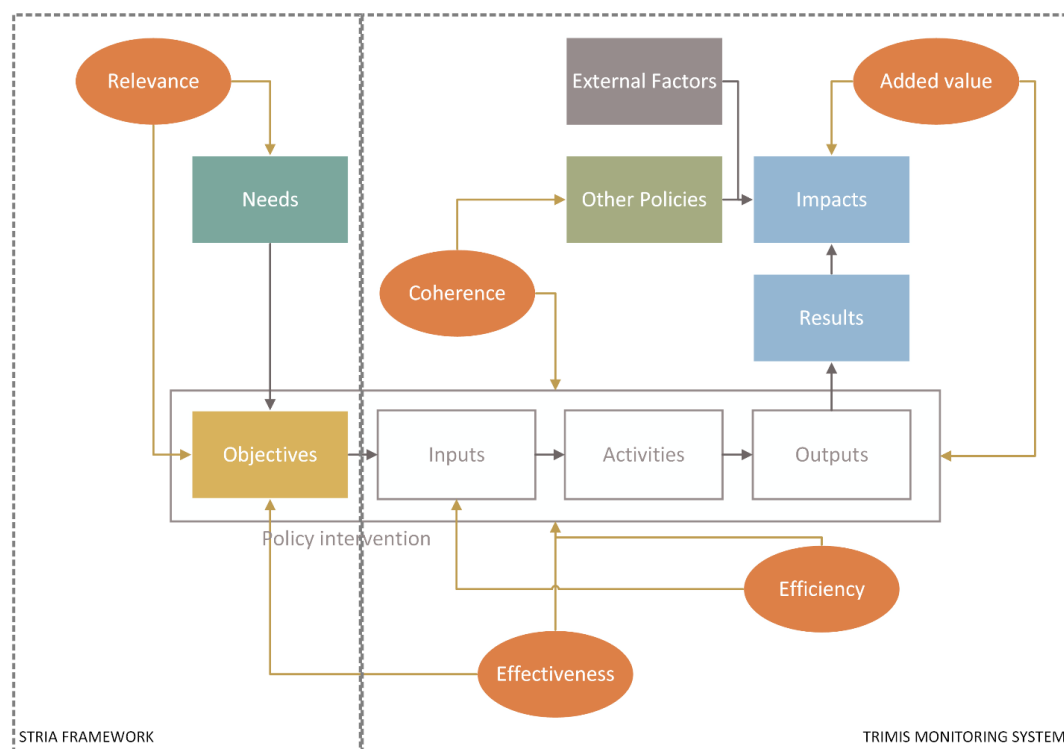 Relevance
External Factors
Added value
Needs
Other Policies
Impacts
Coherence
Results
Objectives
Inputs
Activities
Outputs
Policy intervention
Efficiency
Effectiveness
STRIA FRAMEWORK
TRIMIS MONITORING SYSTEM